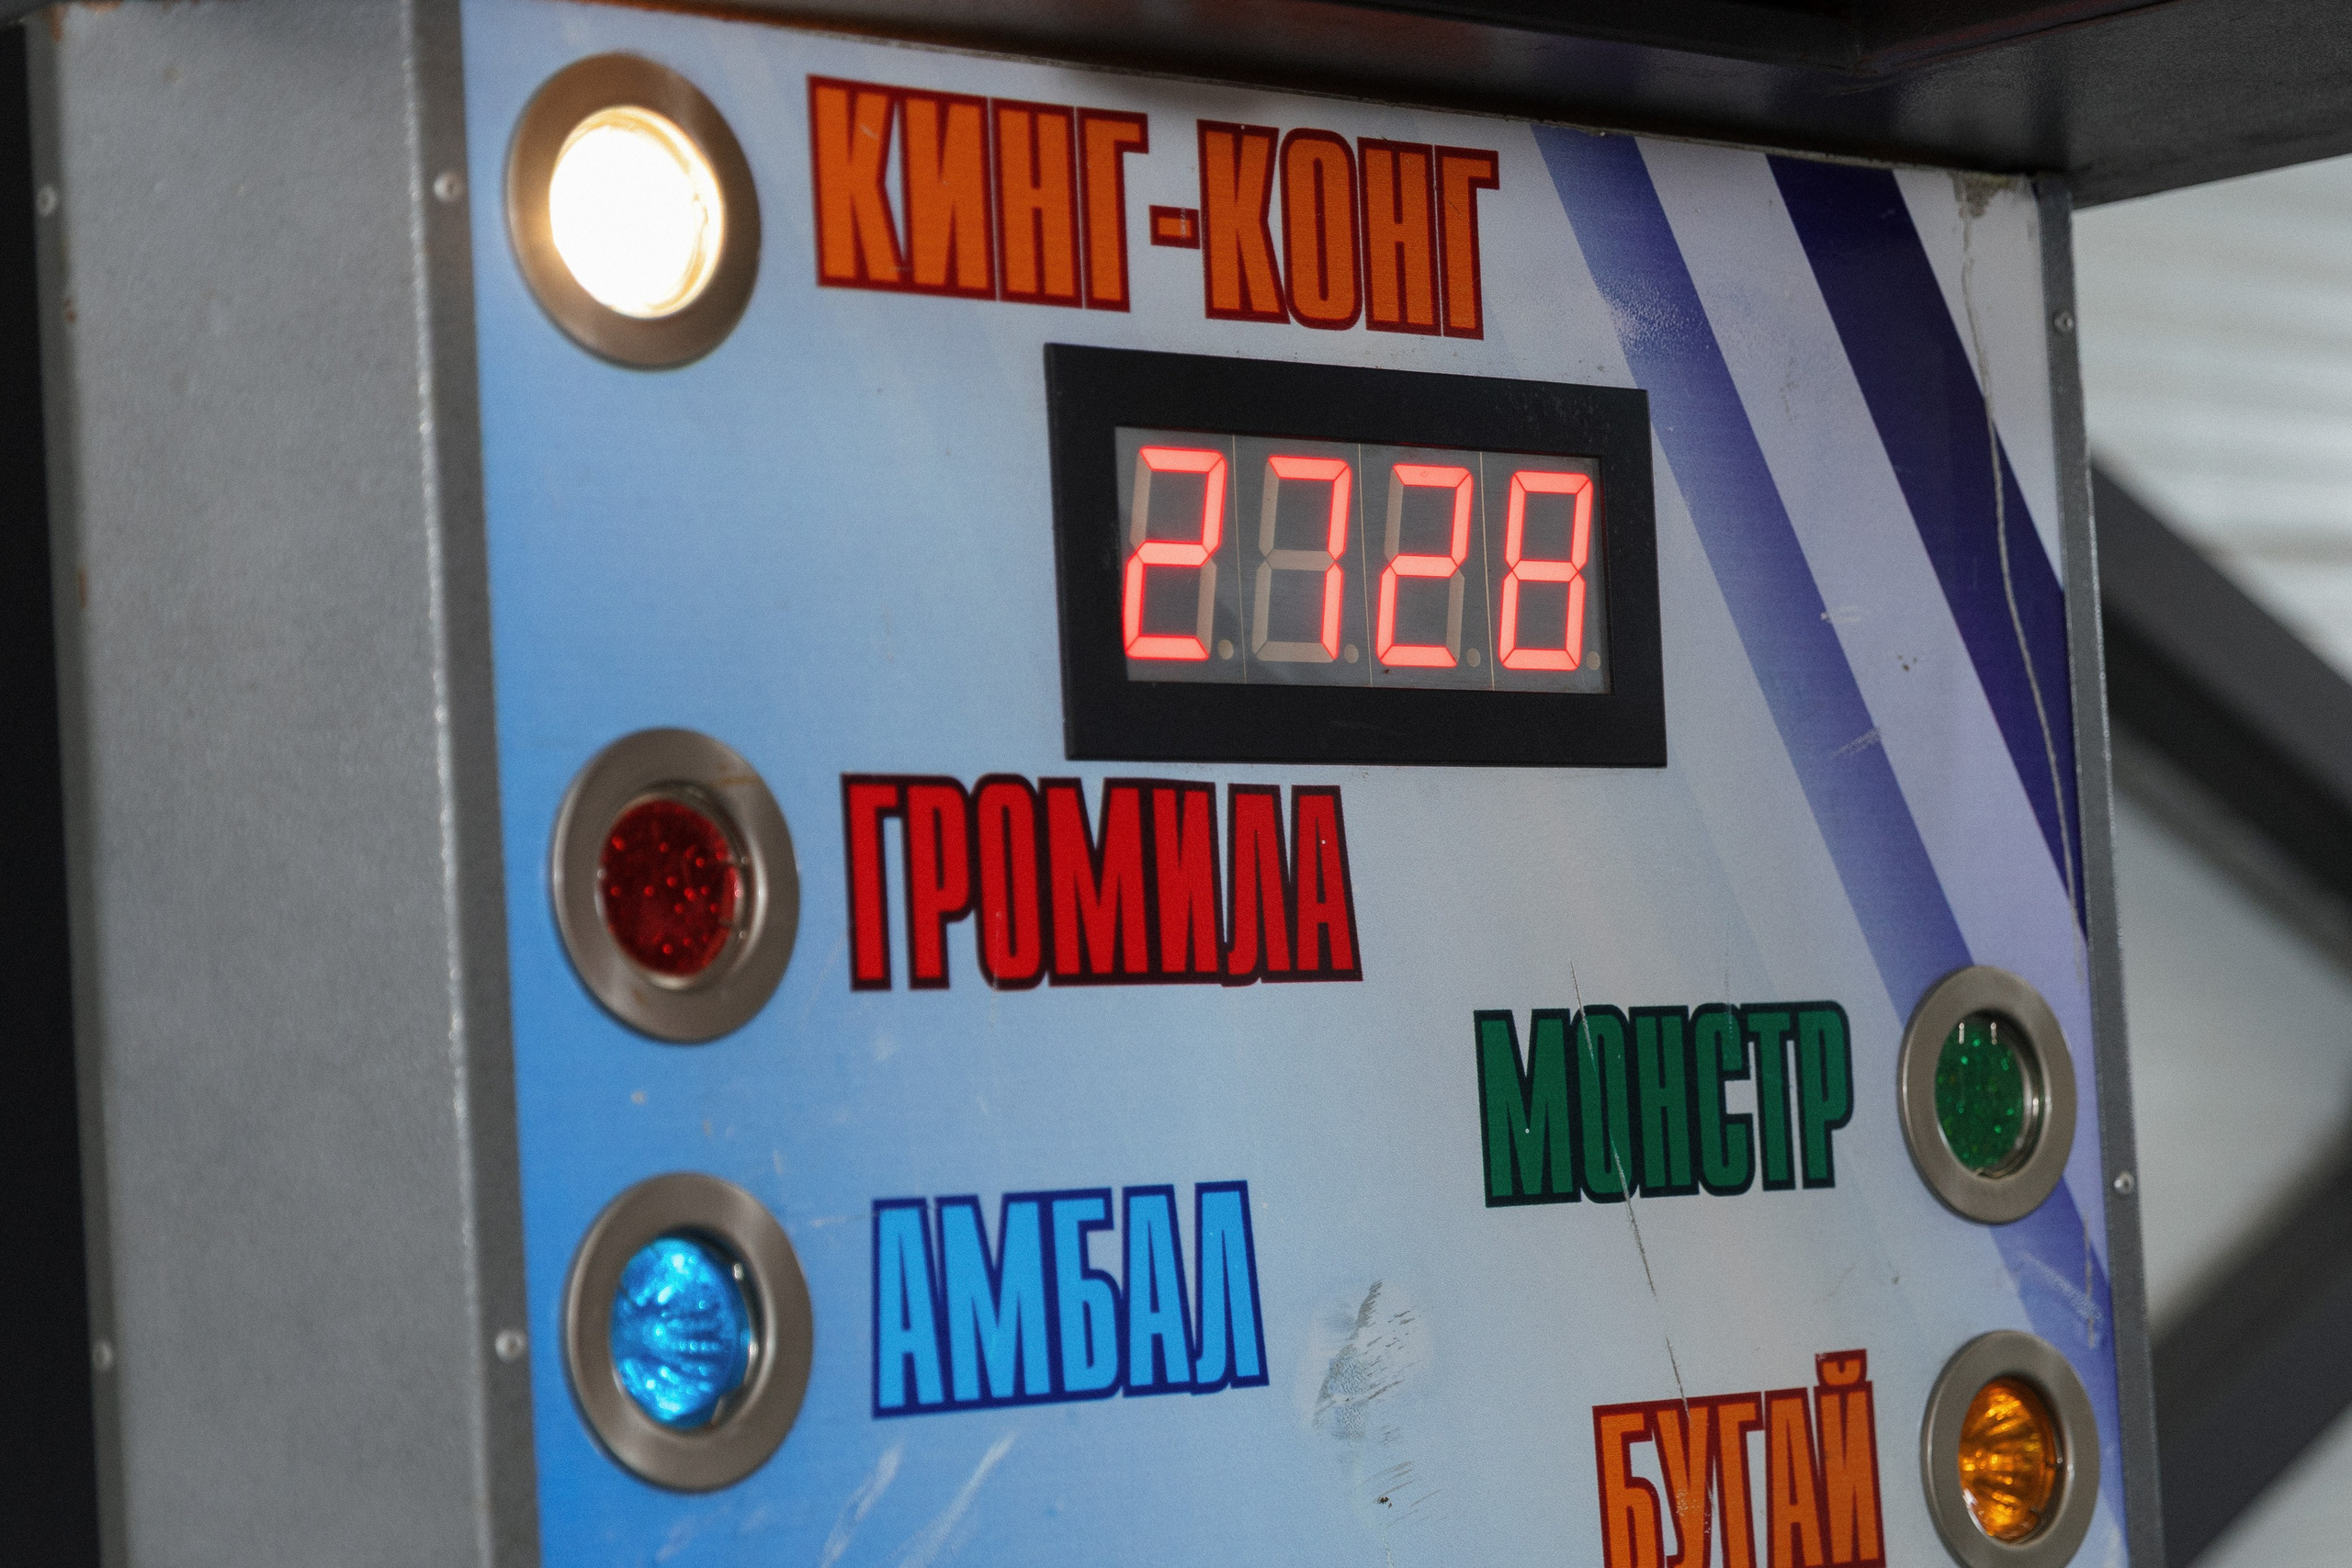 КИНГ-КОНГ
2728
ГРОМИЛА
МОНСТР
АМБАЛ
БУГАЙ